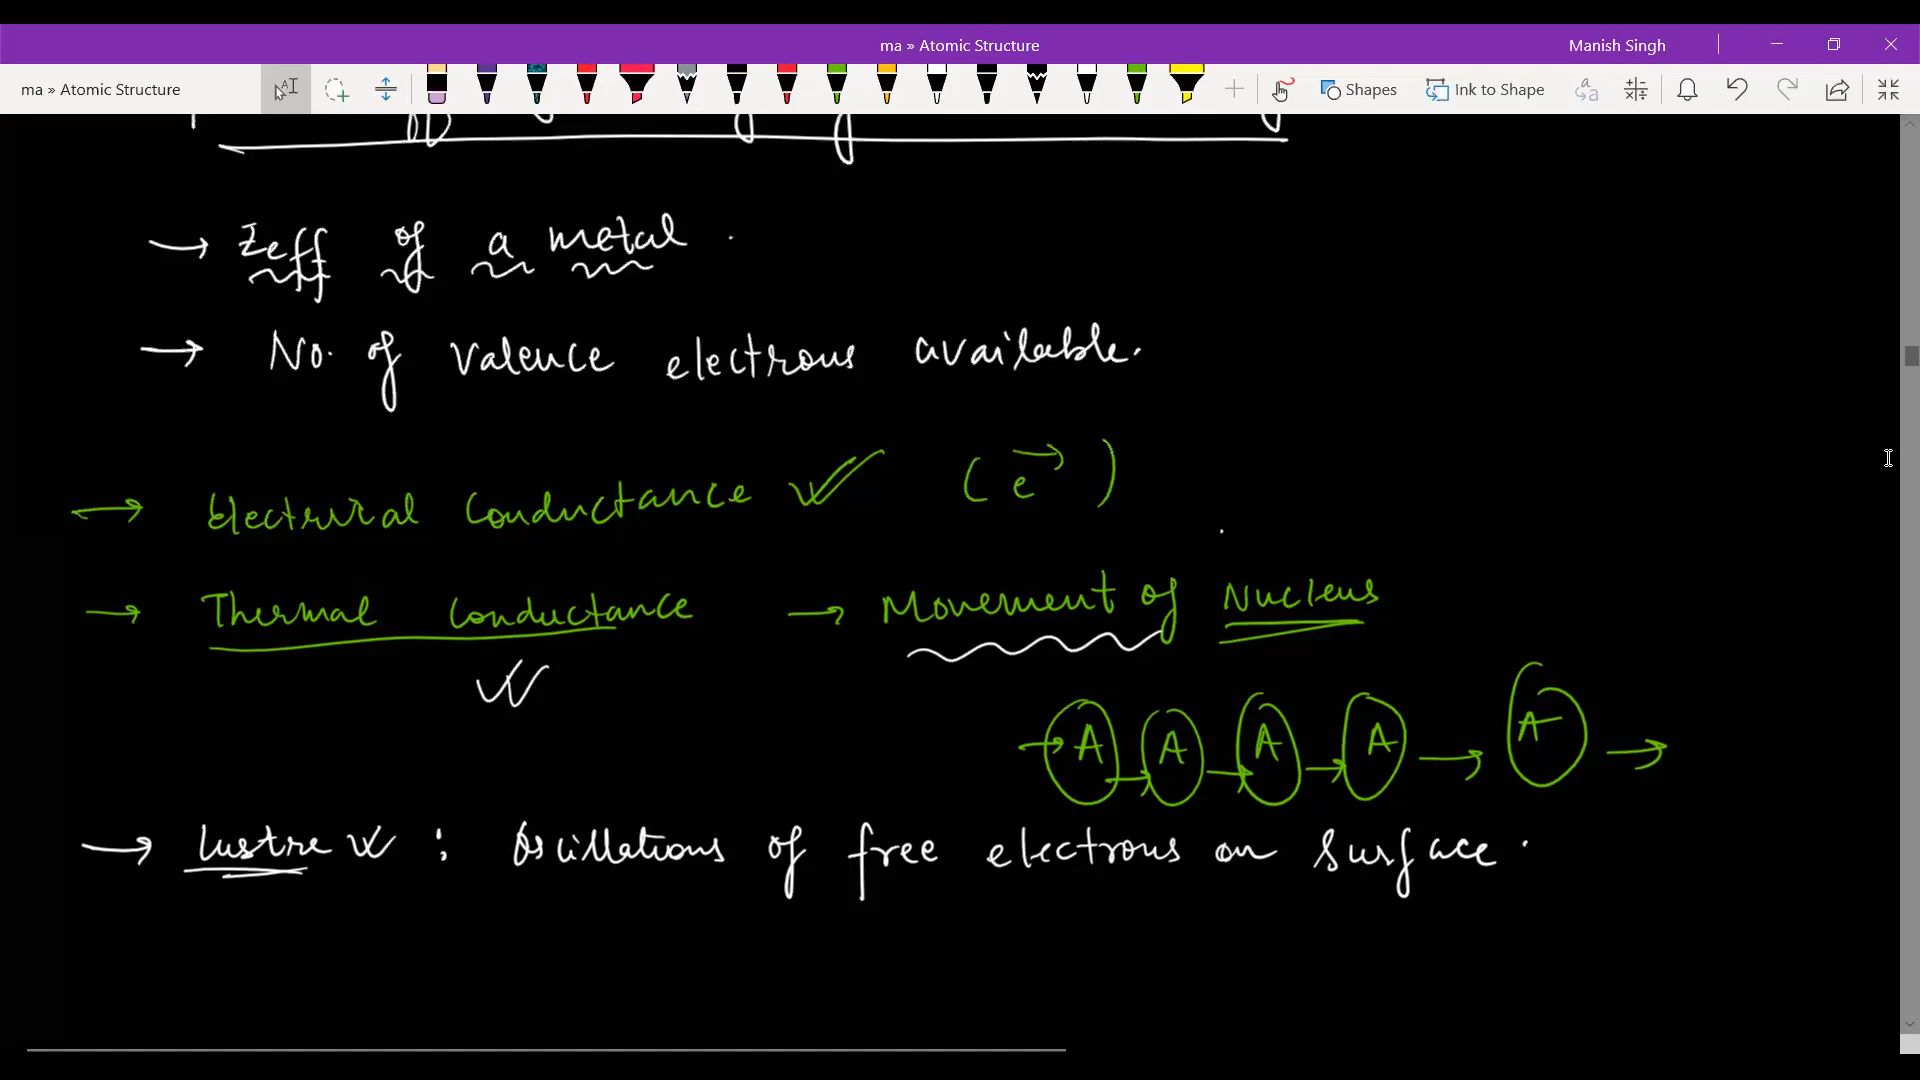 ma » Atomic Structure
Manish Singh
ma » Atomic Structure
Shapes
Ink to Shape
→ Zeff of a metal.
→ No. of valence electrons available.
→ Electrical Conductance ( e )
→ Thermal Conductance → Movement of Nucleus
→ A → A → A → A → A →
→ Lustre : Oscillations of free electrons on surface.